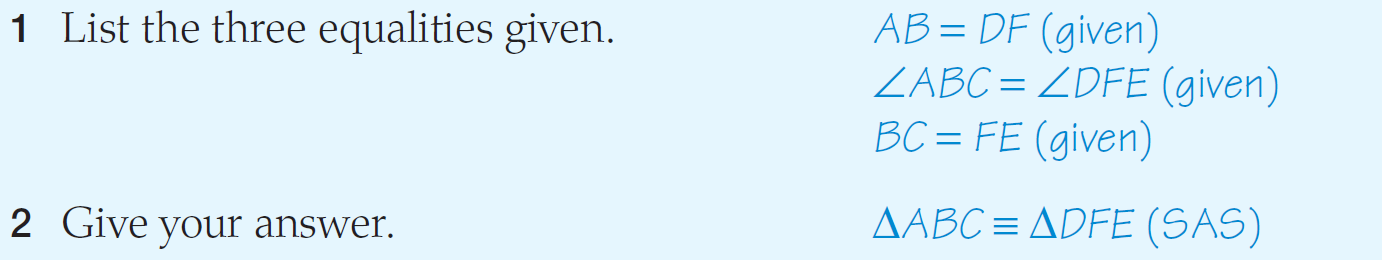 1 List the three equalities given.
AB = DF (given)
∠ABC = ∠DFE (given)
BC = FE (given)
2 Give your answer.
ΔABC ≡ ΔDFE (SAS)